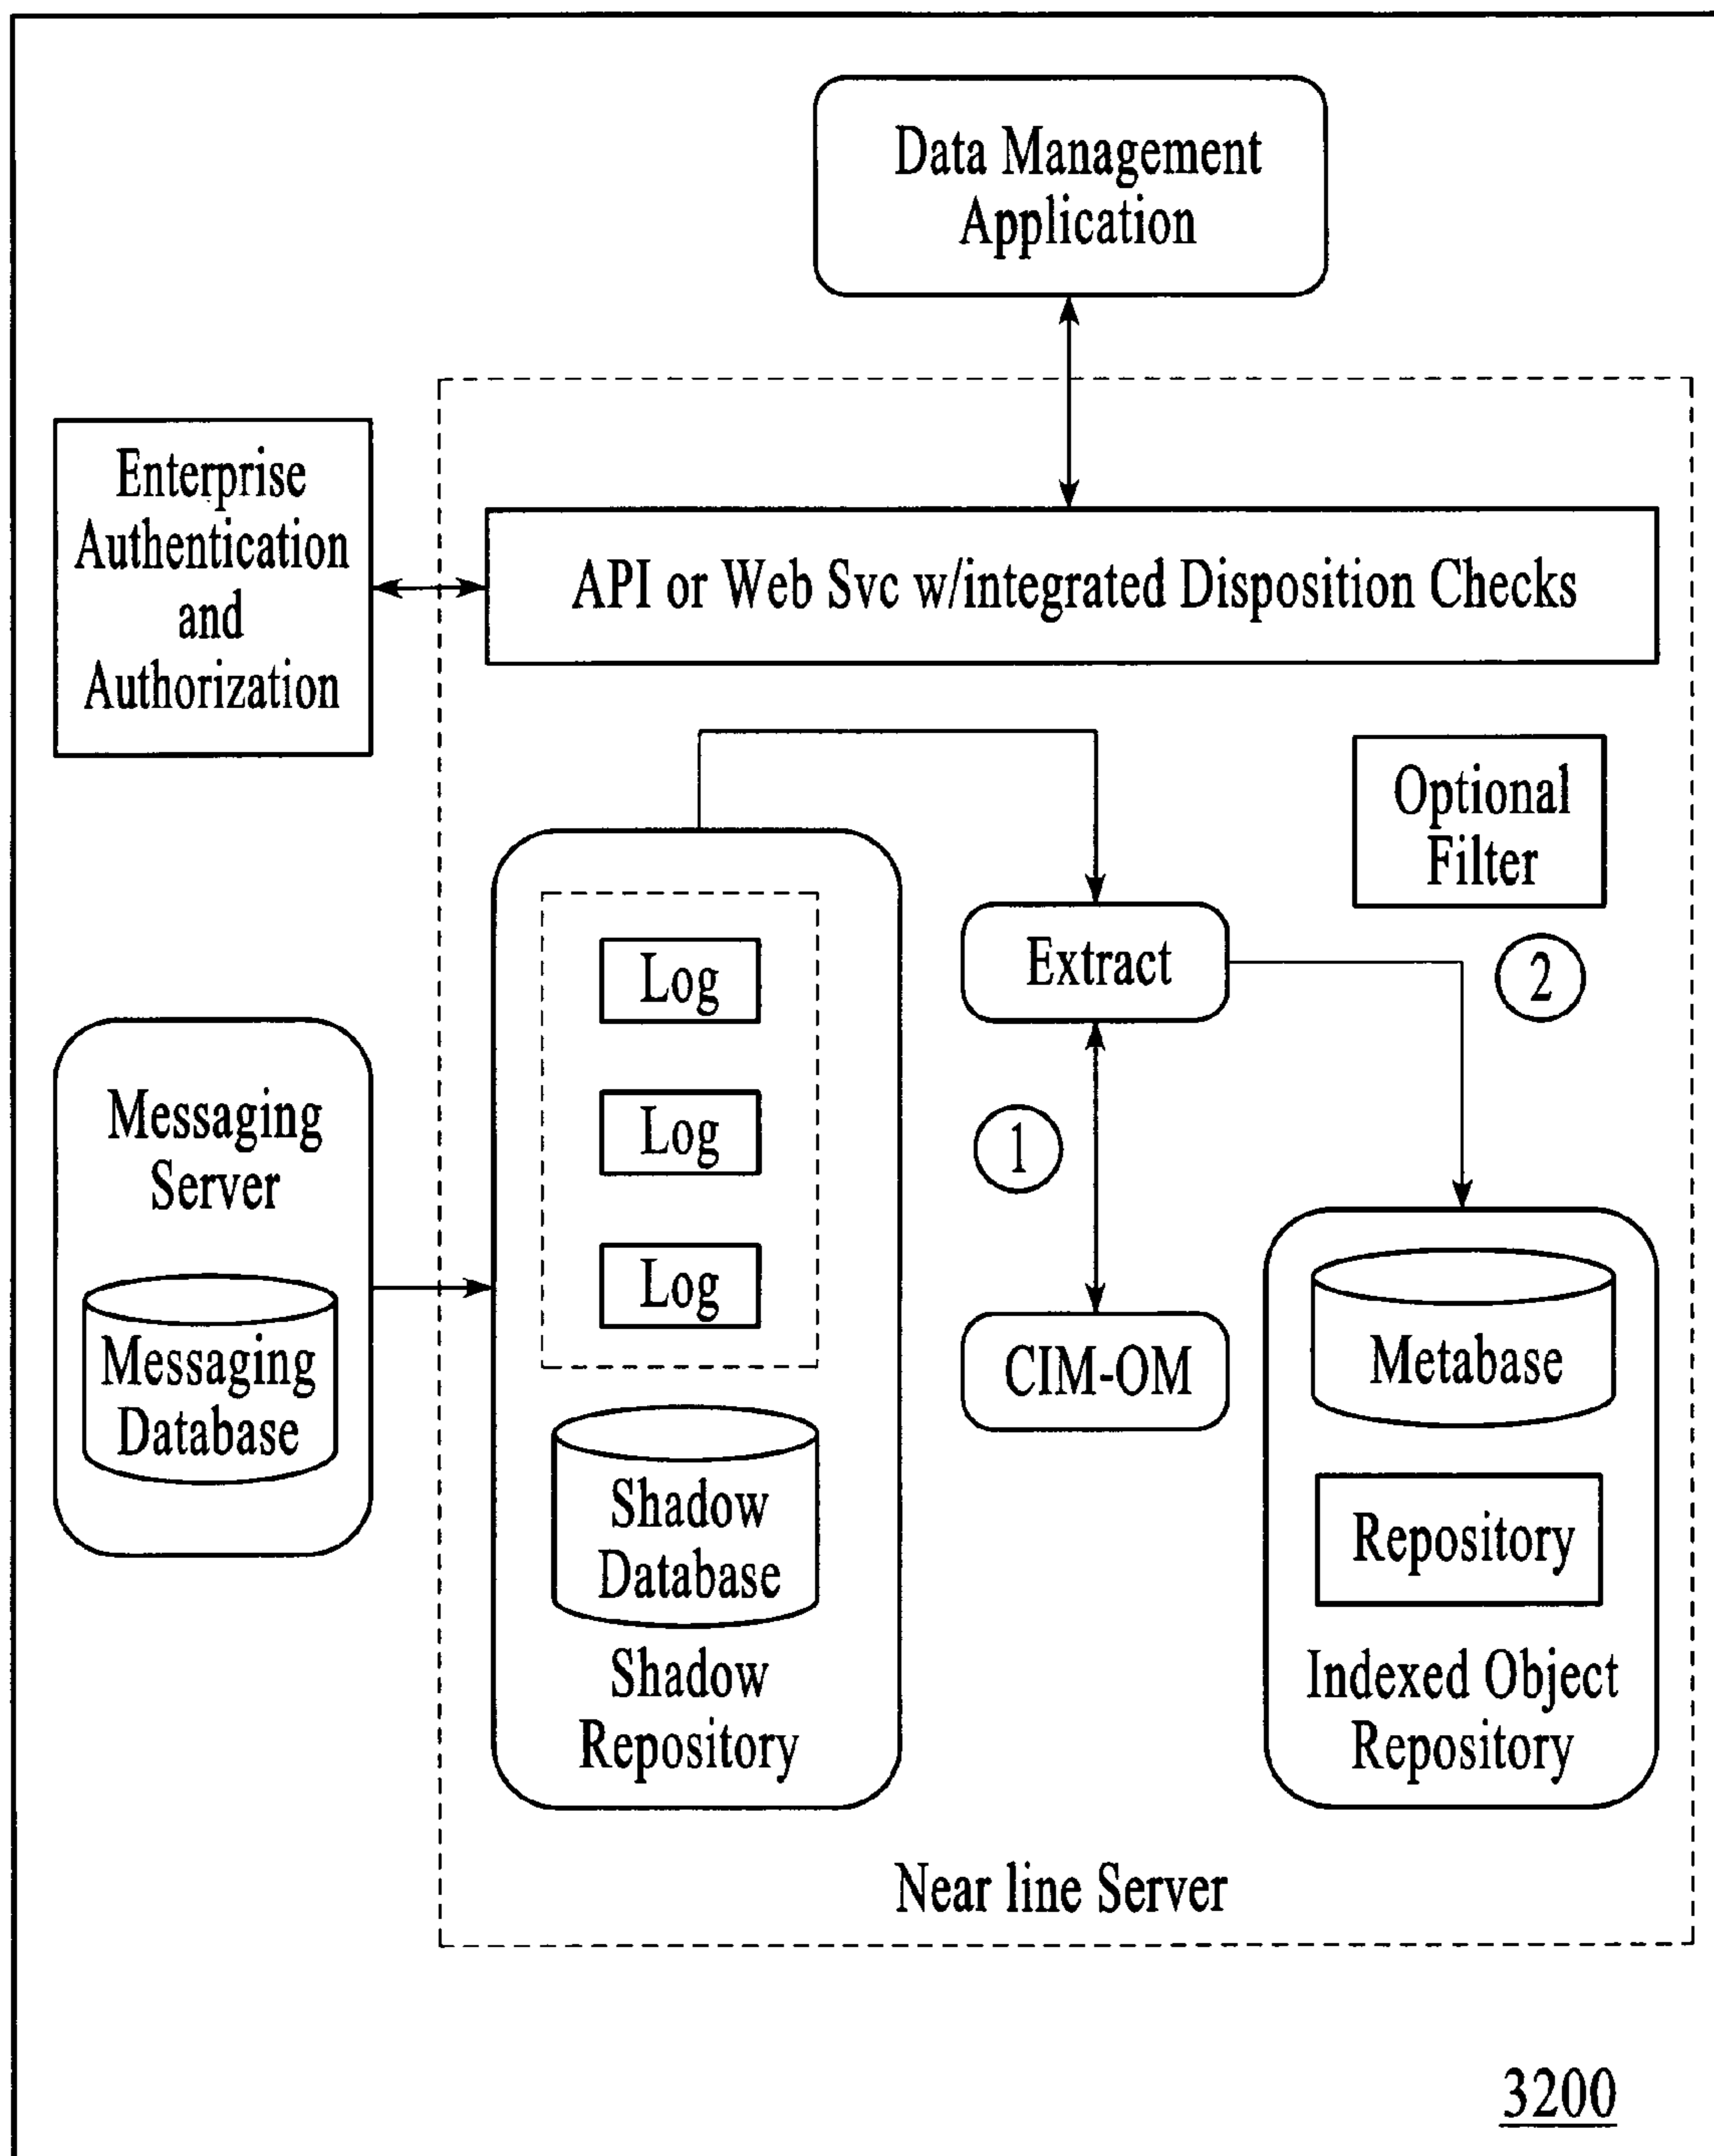 Data Management
Application
Enterprise
Authentication
and
Authorization
API or Web Svc w/integrated Disposition Checks
Optional
Filter
Extract
2
Log
Log
Log
1
Messaging
Server
Messaging
Database
CIM-OM
Metabase
Repository
Shadow
Database
Shadow
Repository
Indexed Object
Repository
Near line Server
3200